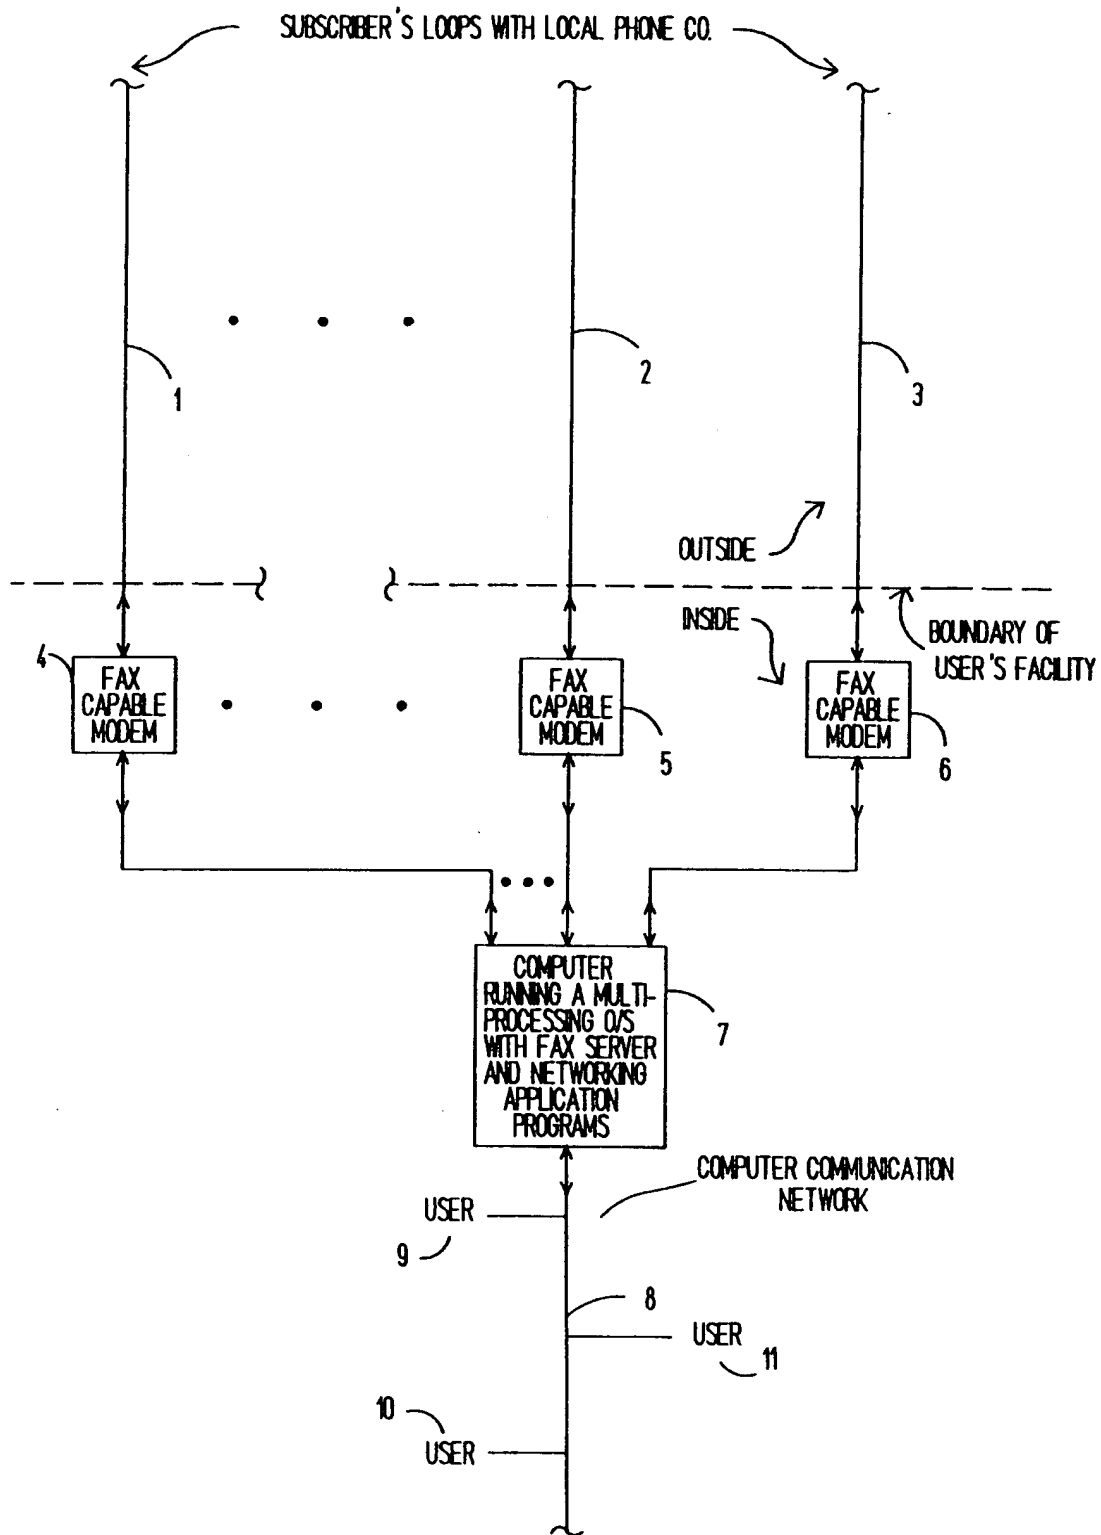 SUBSCRIBER'S LOOPS WITH LOCAL PHONE CO.
1
2
3
OUTSIDE
INSIDE
BOUNDARY OF
USER'S FACILITY
4
FAX
CAPABLE
MODEM
FAX
CAPABLE
MODEM
5
FAX
CAPABLE
MODEM
6
COMPUTER
RUNNING A MULTI-
PROCESSING O/S
WITH FAX SERVER
AND NETWORKING
APPLICATION
PROGRAMS
7
COMPUTER COMMUNICATION
NETWORK
USER
9
8
USER
11
10
USER